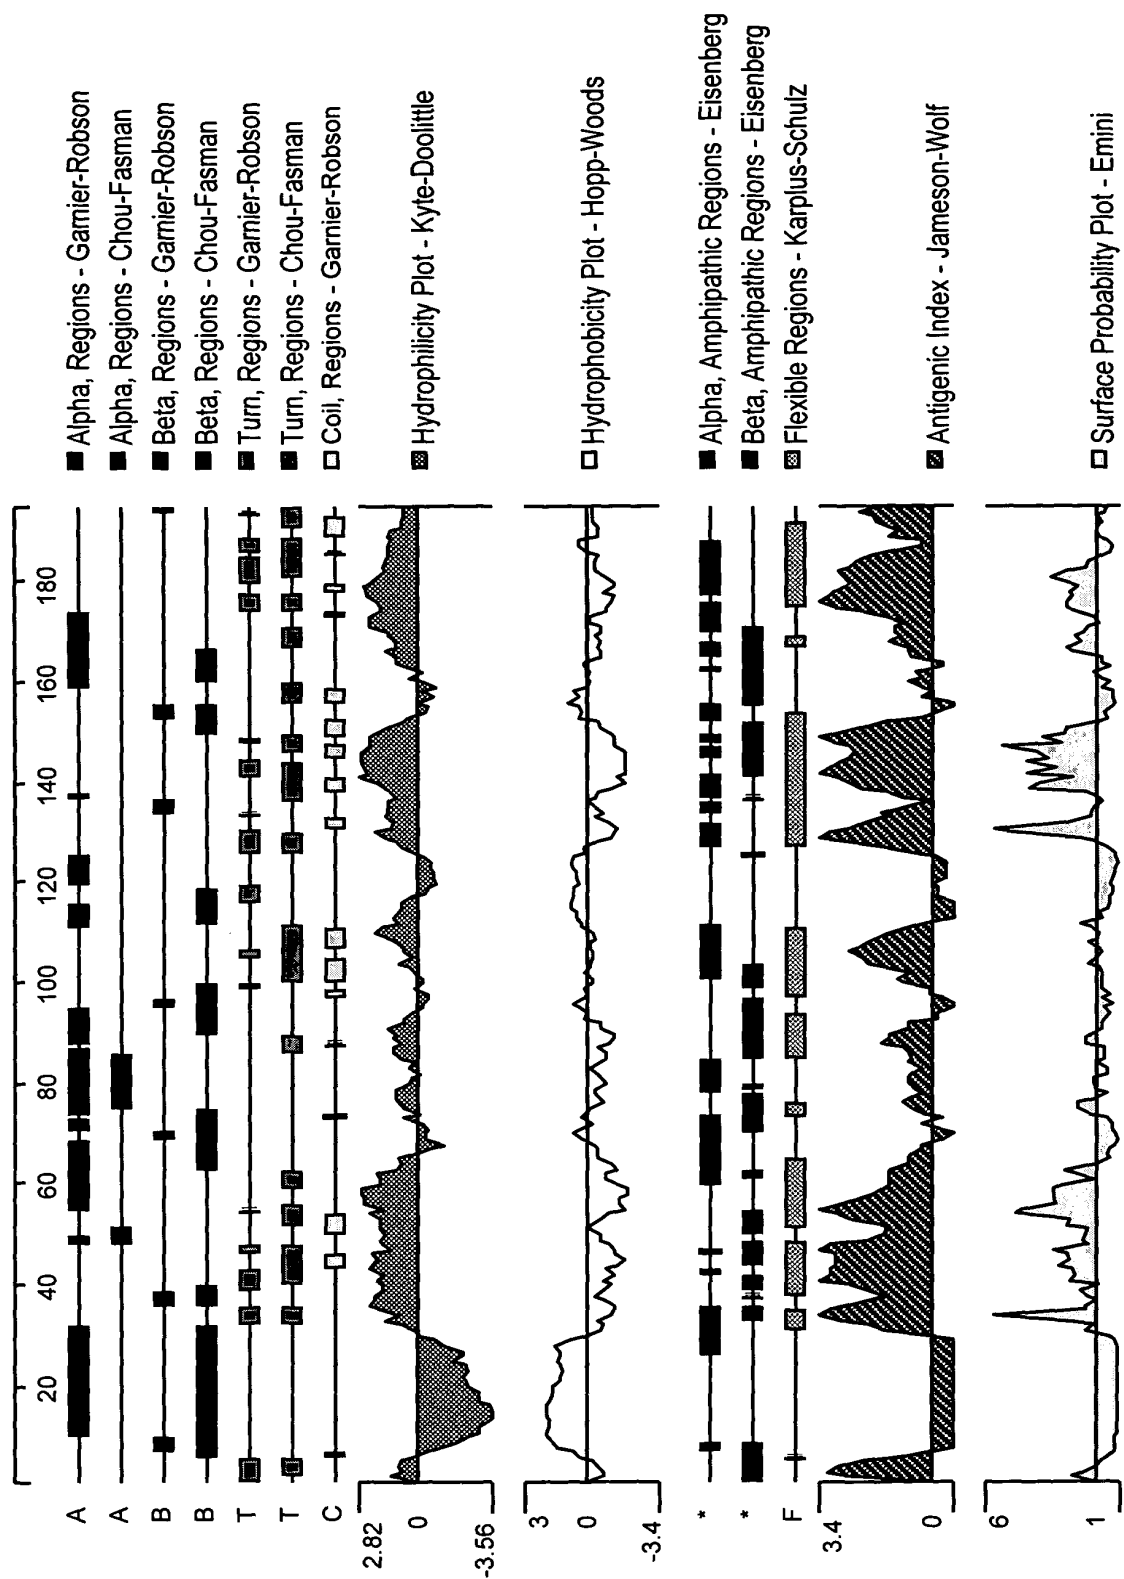 20 40 60 80 100 120 140 160 180
A Alpha, Regions - Garnier-Robson
A Alpha, Regions - Chou-Fasman
B Beta, Regions - Garnier-Robson
B Beta, Regions - Chou-Fasman
T Turn, Regions - Garnier-Robson
T Turn, Regions - Chou-Fasman
C Coil, Regions - Garnier-Robson
2.82
0 Hydrophilicity Plot - Kyte-Doolittle
-3.56
3
0 Hydrophobicity Plot - Hopp-Woods
-3.4
* Alpha, Amphipathic Regions - Eisenberg
* Beta, Amphipathic Regions - Eisenberg
F Flexible Regions - Karplus-Schulz
3.4
0 Antigenic Index - Jameson-Wolf
6
1 Surface Probability Plot - Emini